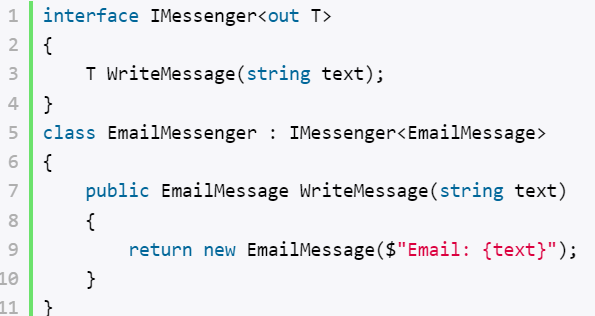 1 interface IMessenger<out T>
2 {
3     T WriteMessage(string text);
4 }
5 class EmailMessenger : IMessenger<EmailMessage>
6 {
7     public EmailMessage WriteMessage(string text)
8     {
9         return new EmailMessage($"Email: {text}");
10     }
11 }